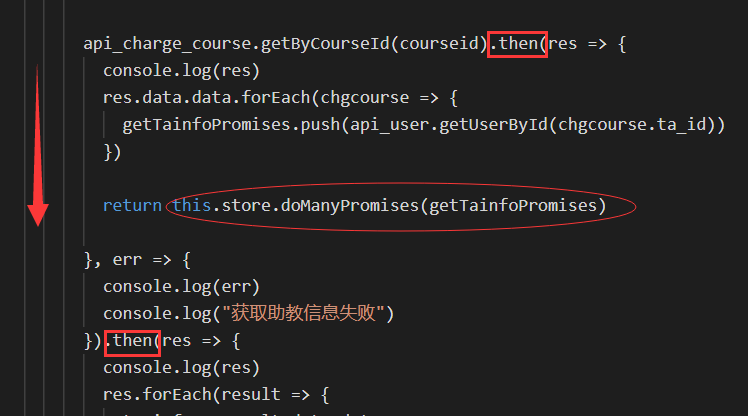 api_charge_course.getByCourseId(courseid).then(res => {
console.log(res)
res.data.data.forEach(chgcourse => {
getTainfoPromises.push(api_user.getUserById(chgcourse.ta_id))
})
return this.store.doManyPromises(getTainfoPromises)
}, err => {
console.log(err)
console.log("获取助教信息失败")
}).then(res => {
console.log(res)
res.forEach(result => {